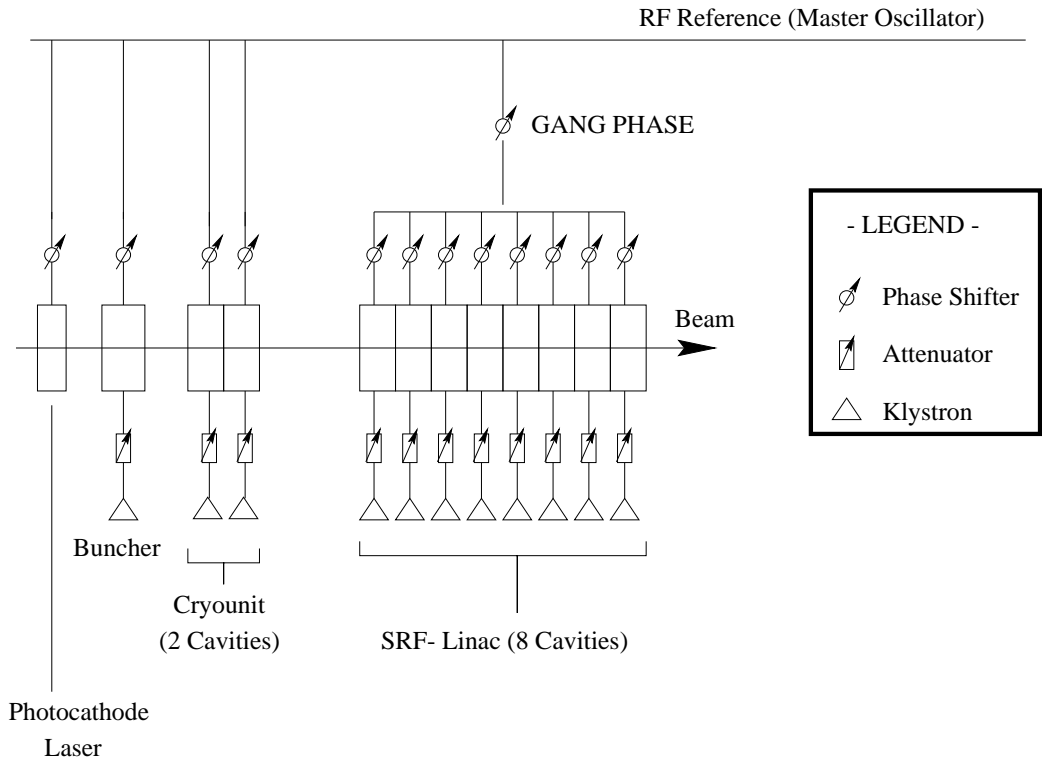 RF Reference (Master Oscillator)
GANG PHASE
- LEGEND -
Phase Shifter
Attenuator
Klystron
Beam
Buncher
Cryounit
(2 Cavities)
SRF- Linac (8 Cavities)
Photocathode
Laser